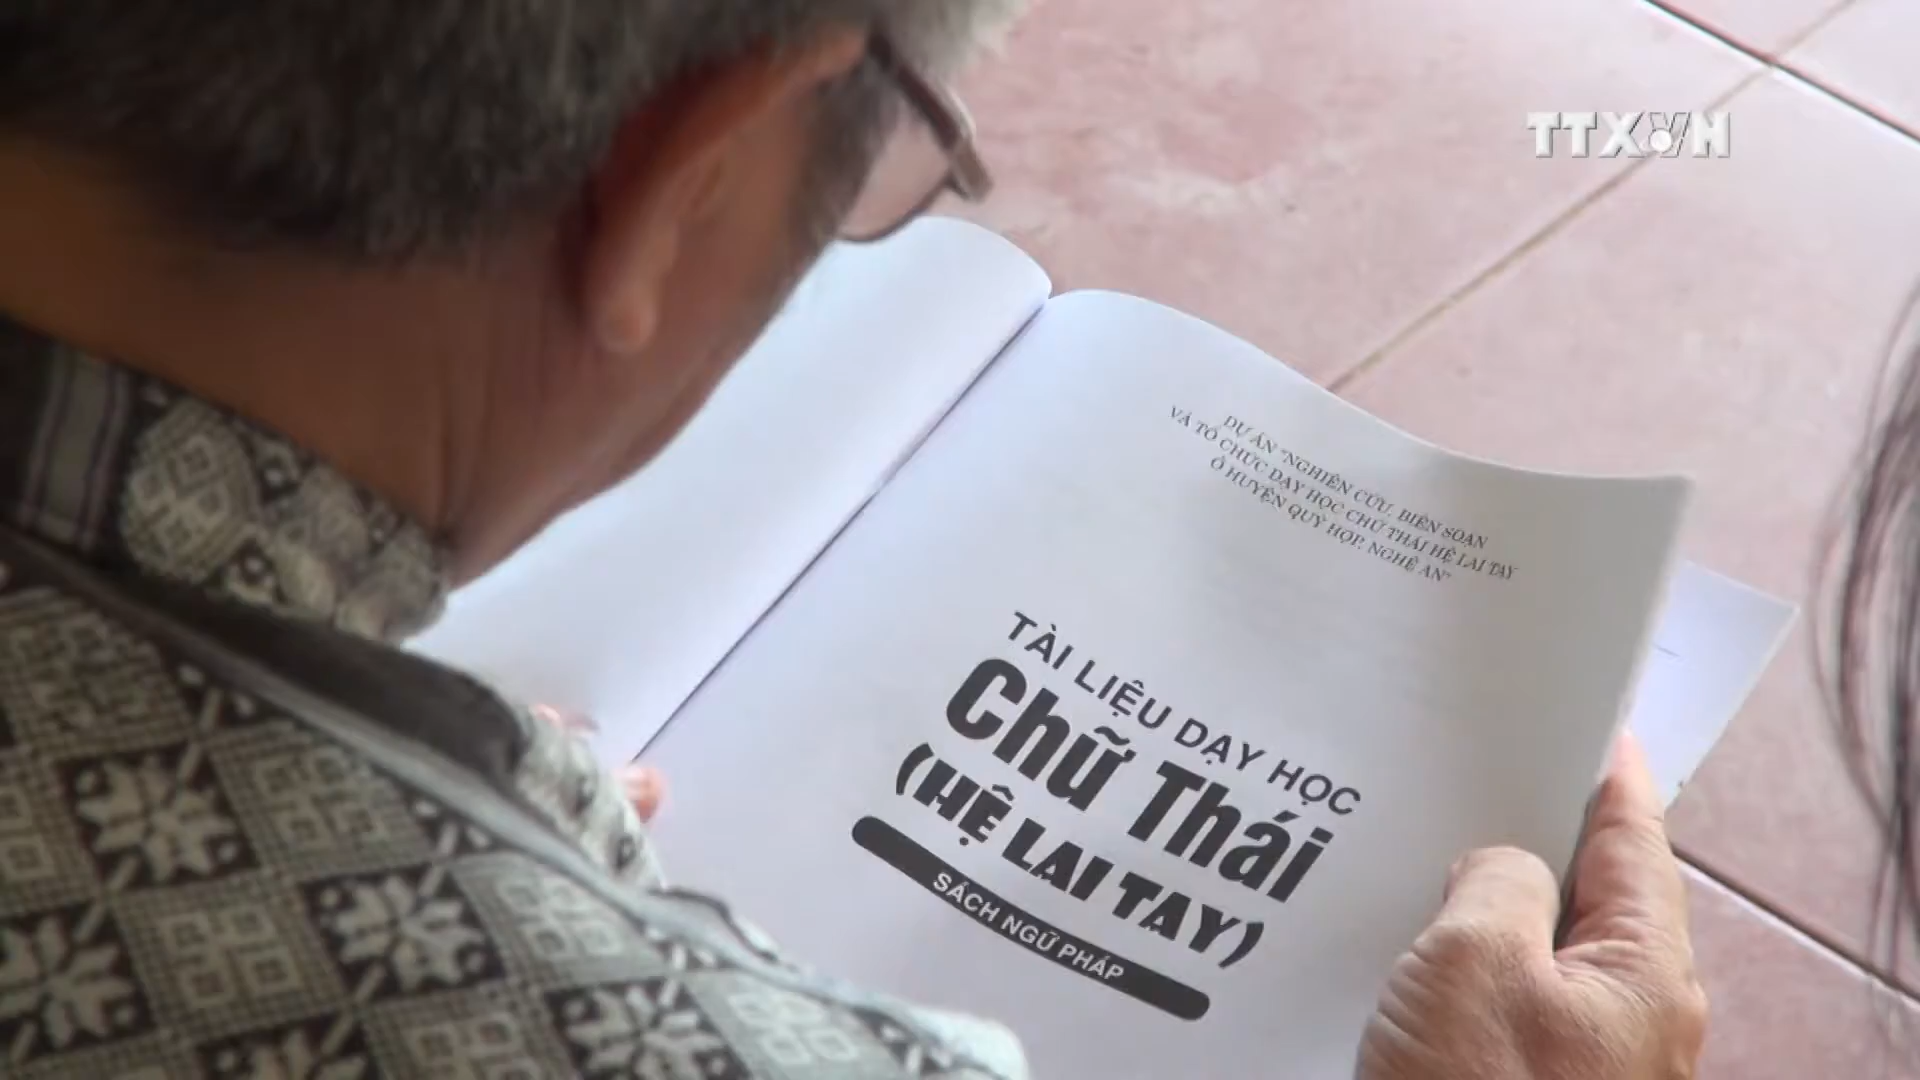 TTXVN
DỰ ÁN "NGHIÊN CỨU, BIÊN SOẠN
VÀ TỔ CHỨC DẠY HỌC CHỮ THÁI HỆ LAI TAY
Ở HUYỆN QUỲ HỢP, NGHỆ AN"
TÀI LIỆU DẠY HỌC
Chữ Thái
(HỆ LAI TAY)
SÁCH NGỮ PHÁP